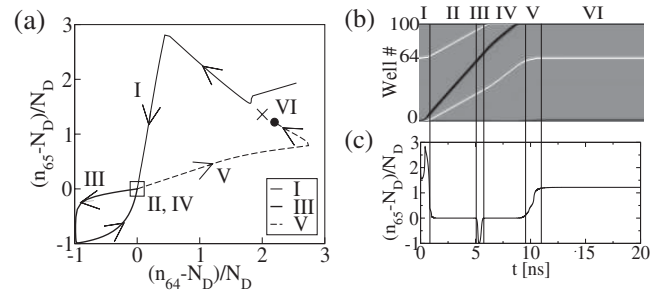 (a)
(n65-ND)/ND
3
2
1
0
-1
-1 0 1 2 3
(n64-ND)/ND
I
III
II, IV
V
VI
I
III
V
(b)
I II III IV V VI
Well #
100
64
0
(c)
(n65-ND)/ND
3
2
1
0
-1
0 5 10 15 20
t [ns]